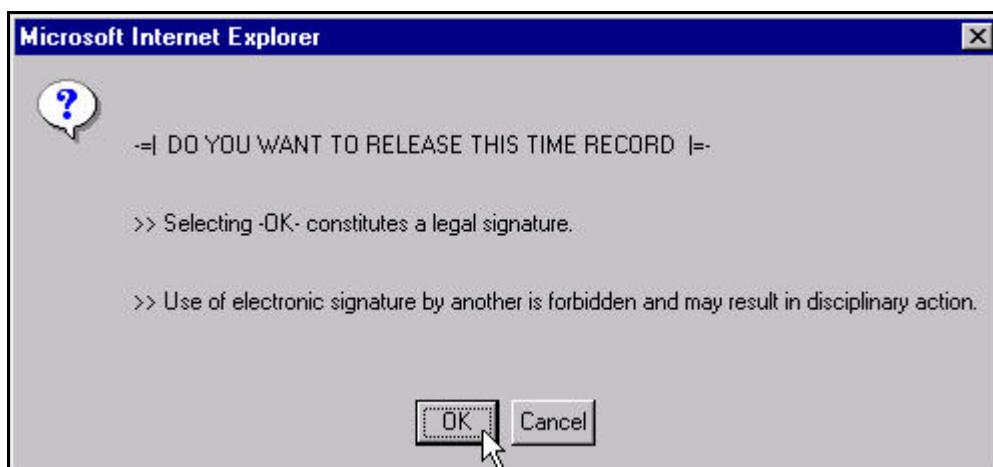 Microsoft Internet Explorer
?
-=| DO YOU WANT TO RELEASE THIS TIME RECORD |=-
>> Selecting -OK- constitutes a legal signature.
>> Use of electronic signature by another is forbidden and may result in disciplinary action.
OK Cancel